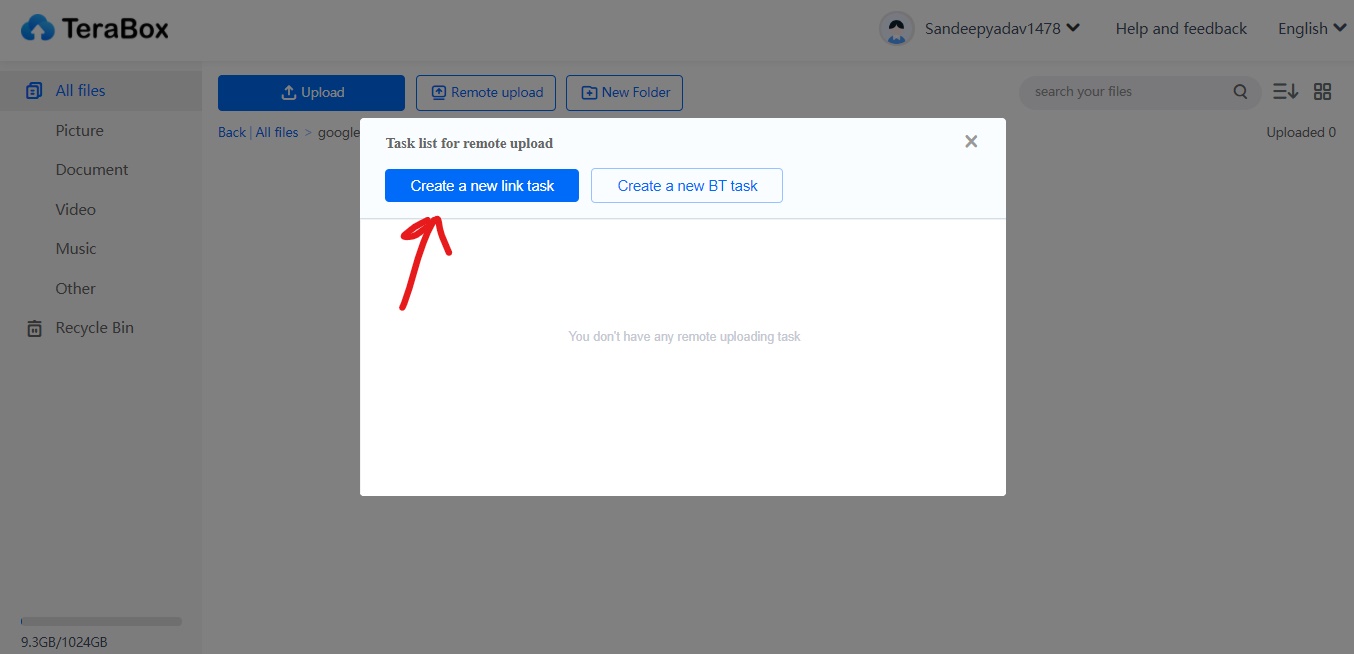 TeraBox
Sandeepyadav1478
Help and feedback
English
All files
Picture
Document
Video
Music
Other
Recycle Bin
9.3GB/1024GB
Upload
Remote upload
New Folder
search your files
Back | All files > google
Uploaded 0
Task list for remote upload
Create a new link task
Create a new BT task
You don't have any remote uploading task